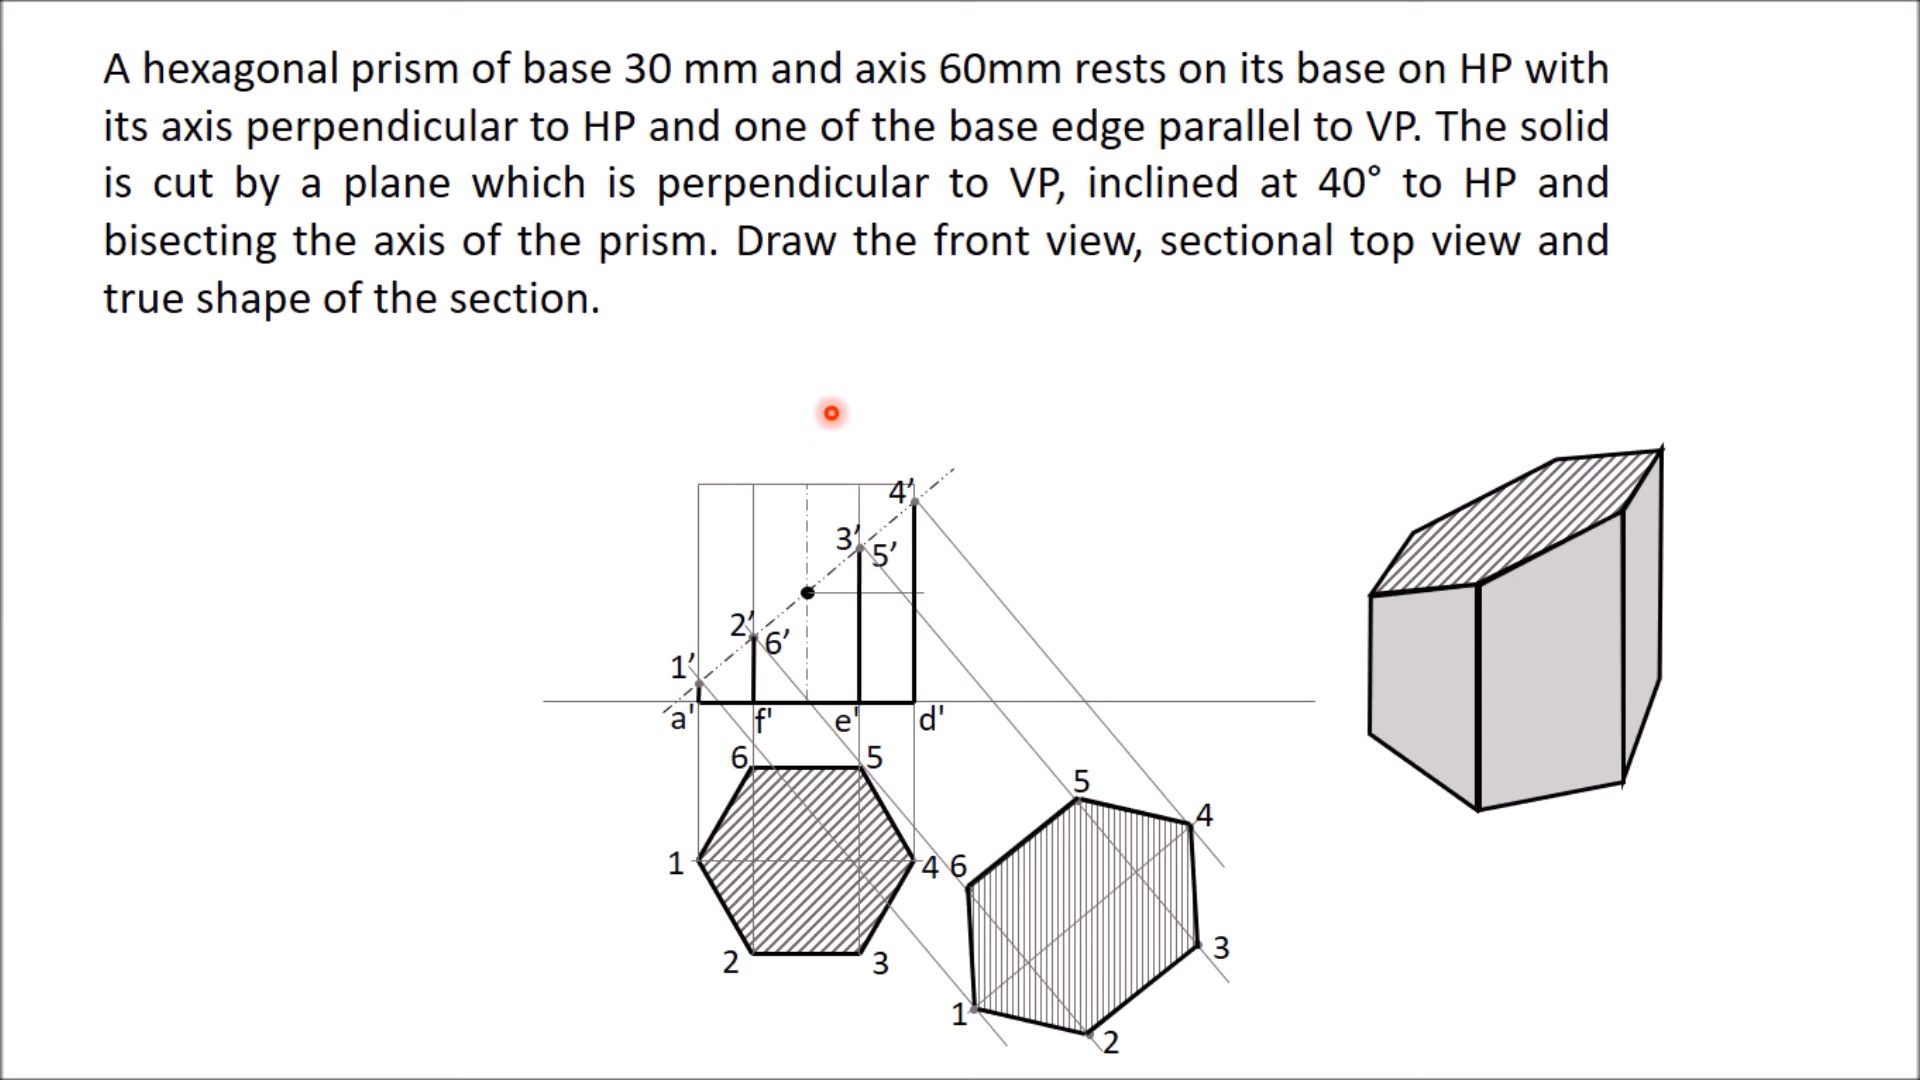 A hexagonal prism of base 30 mm and axis 60mm rests on its base on HP with
its axis perpendicular to HP and one of the base edge parallel to VP. The solid
is cut by a plane which is perpendicular to VP, inclined at 40° to HP and
bisecting the axis of the prism. Draw the front view, sectional top view and
true shape of the section.
4′
3′
5′
2′
6′
1′
a'
f'
e'
d'
6
5
1
4
2
3
5
4
6
3
1
2